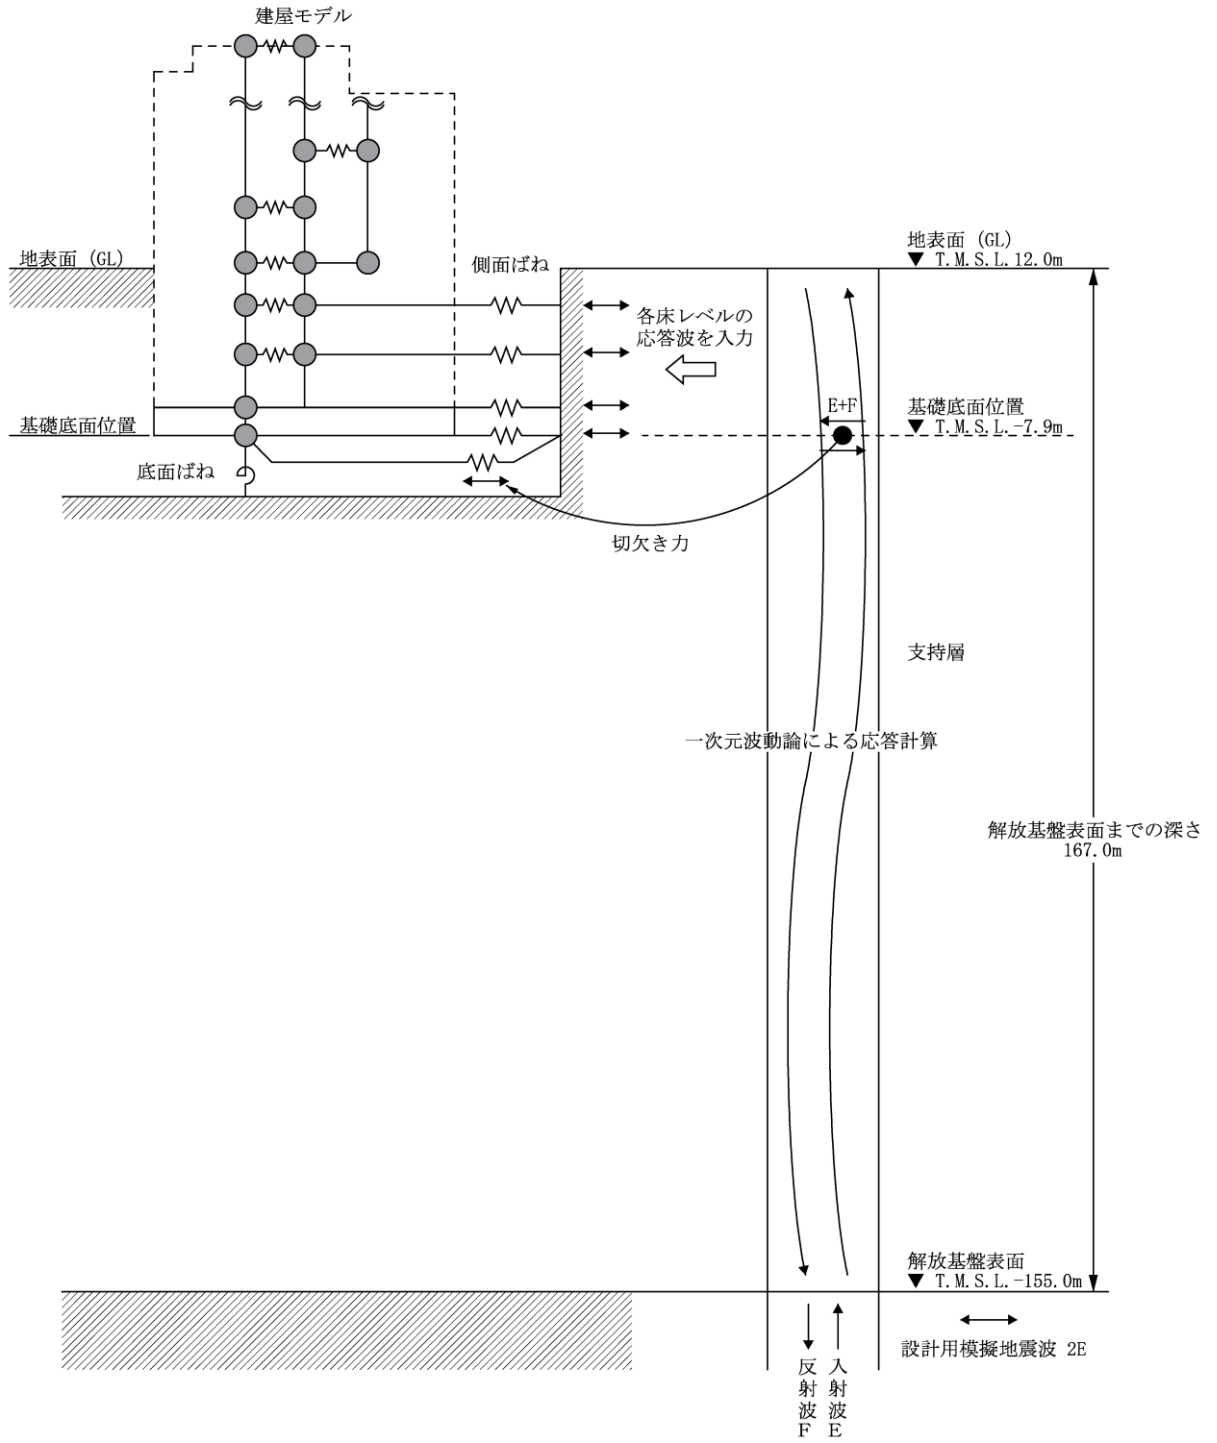 建屋モデル
地表面 (GL)
側面ばね
地表面 (GL)
▼ T.M.S.L.12.0m
各床レベルの
応答波を入力
基礎底面位置
E+F
基礎底面位置
▼ T.M.S.L.-7.9m
底面ばね
切欠き力
支持層
一次元波動論による応答計算
解放基盤表面までの深さ
167.0m
解放基盤表面
▼ T.M.S.L.-155.0m
設計用模擬地震波 2E
反射波F
入射波E